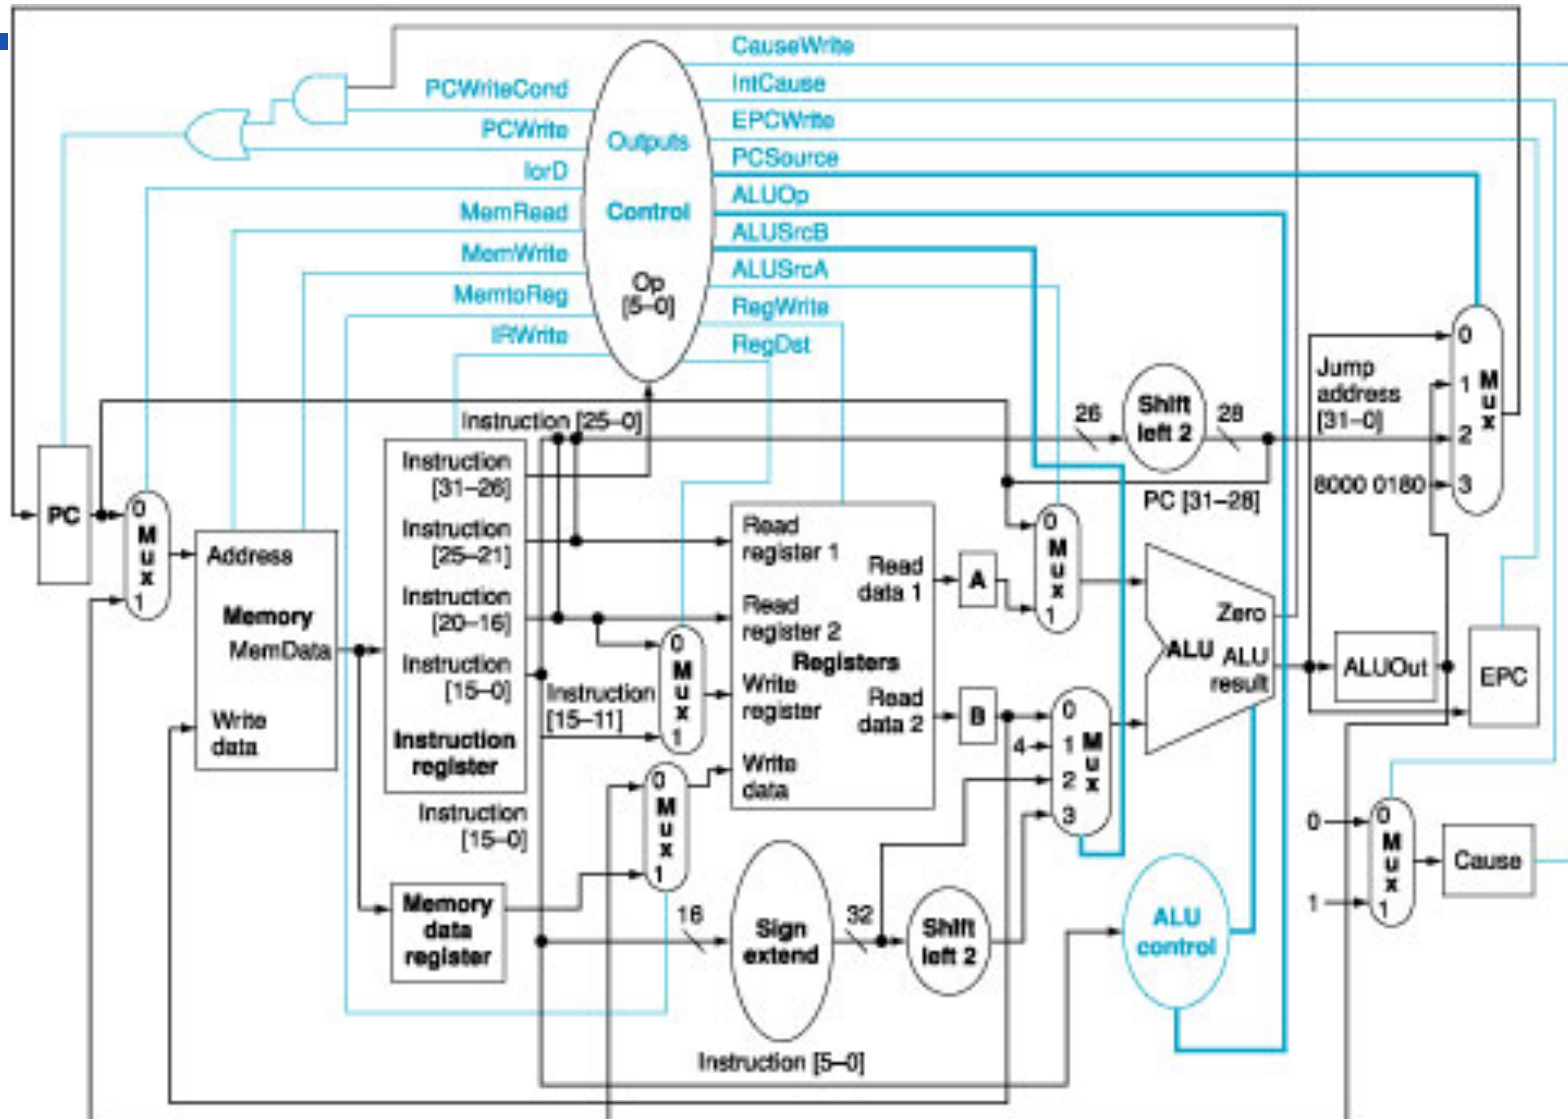 CauseWrite
IntCause
EPCWrite
PCSource
ALUOp
ALUSrcB
ALUSrcA
RegWrite
RegDst
PCWriteCond
PCWrite
IorD
MemRead
MemWrite
MemtoReg
IRWrite
Outputs
Control
Op
[5–0]
Instruction [25–0]
26
Shift
left 2
28
Jump
address
[31–0]
PC [31–28]
8000 0180
0
1
2
3
M
u
x
PC
0
M
u
x
1
Address
Memory
MemData
Write
data
Instruction
[31–26]
Instruction
[25–21]
Instruction
[20–16]
Instruction
[15–0]
Instruction
register
Instruction
[15–0]
Instruction
[15–11]
0
M
u
x
1
0
M
u
x
1
Memory
data
register
Read
register 1
Read
register 2
Registers
Write
register
Write
data
Read
data 1
Read
data 2
A
B
0
M
u
x
1
4
0
1
2
3
M
u
x
Zero
ALU
ALU
result
ALUOut
EPC
0
1
0
M
u
x
1
Cause
16
Sign
extend
32
Shift
left 2
ALU
control
Instruction [5–0]